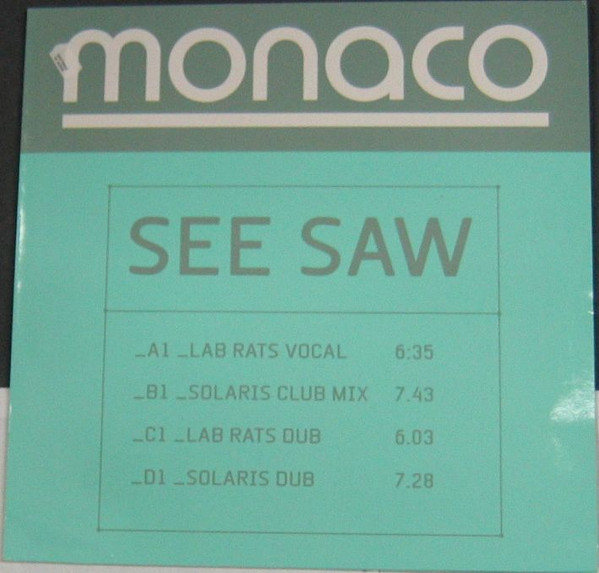 monaco
SEE SAW
_A1 _LAB RATS VOCAL 6:35
_B1 _SOLARIS CLUB MIX 7.43
_C1 _LAB RATS DUB 6.03
_D1 _SOLARIS DUB 7.28